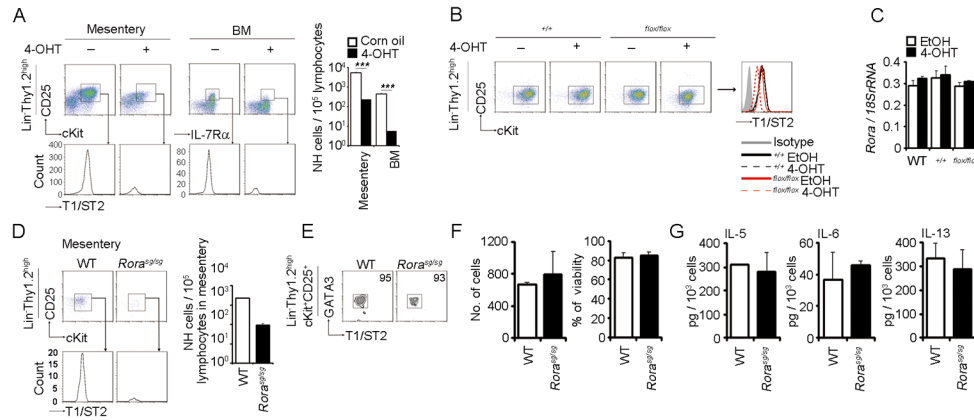 A
Mesentery
BM
4-OHT − + − +
Lin⁻Thy1.2ʰⁱᵍʰ
CD25
cKit
IL-7Rα
Count
400
300
200
100
0
80
60
40
20
0
T1/ST2
Corn oil
4-OHT
***
***
NH cells / 10⁵ lymphocytes
10⁴
10³
10²
10¹
10⁰
Mesentery
BM
B
+/+
flox/flox
4-OHT − + − +
Lin⁻Thy1.2ʰⁱᵍʰ
CD25
cKit
T1/ST2
Isotype
+/+ EtOH
+/+ 4-OHT
flox/flox EtOH
flox/flox 4-OHT
C
EtOH
4-OHT
Rora / 18SrRNA
0.4
0.3
0.2
0.1
0.0
WT +/+ flox/flox
D
Mesentery
WT
Roraˢᵍ/ˢᵍ
Lin⁻Thy1.2ʰⁱᵍʰ
CD25
cKit
Count
20
15
10
5
0
T1/ST2
NH cells / 10⁵
lymphocytes in mesentery
10⁴
10³
10²
10¹
10⁰
WT
Roraˢᵍ/ˢᵍ
E
WT
Roraˢᵍ/ˢᵍ
95
93
Lin⁻Thy1.2ʰⁱᵍʰ
cKit⁺CD25⁺
GATA3
T1/ST2
F
No. of cells
1200
800
400
0
WT
Roraˢᵍ/ˢᵍ
% of viability
100
80
60
40
20
0
WT
Roraˢᵍ/ˢᵍ
G
IL-5
pg / 10³ cells
400
300
200
100
0
WT
Roraˢᵍ/ˢᵍ
IL-6
pg / 10³ cells
60
40
20
0
WT
Roraˢᵍ/ˢᵍ
IL-13
pg / 10³ cells
400
300
200
100
0
WT
Roraˢᵍ/ˢᵍ